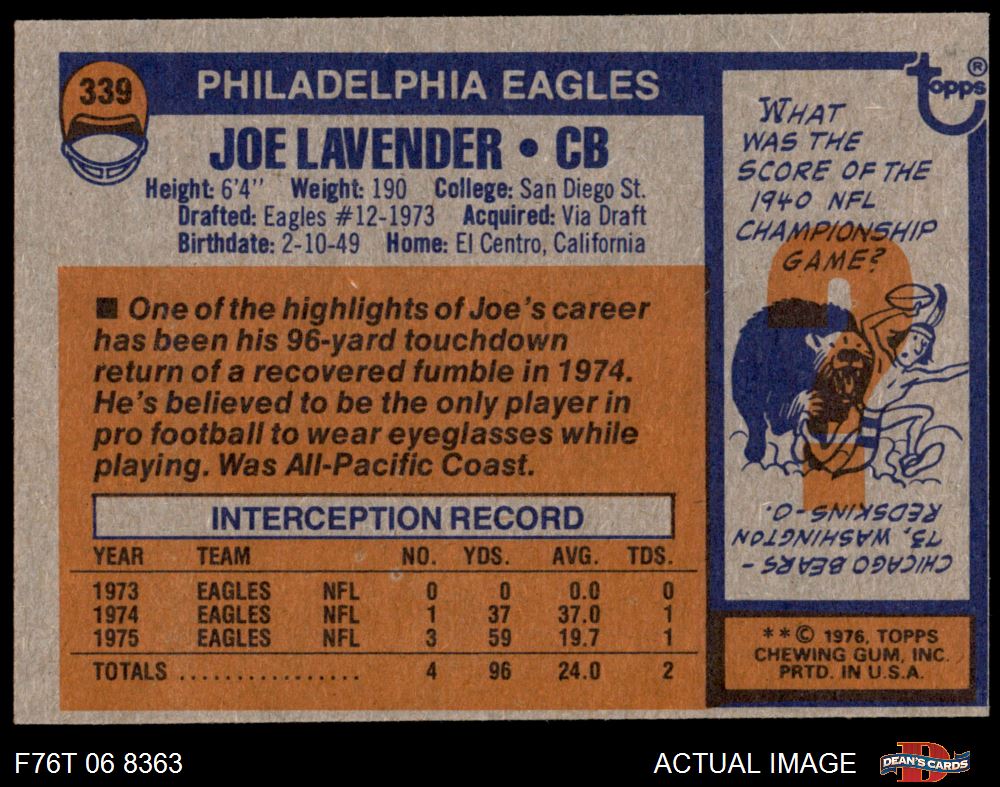 339
PHILADELPHIA EAGLES
JOE LAVENDER • CB
Height: 6'4" Weight: 190 College: San Diego St.
Drafted: Eagles #12-1973 Acquired: Via Draft
Birthdate: 2-10-49 Home: El Centro, California
■ One of the highlights of Joe's career
has been his 96-yard touchdown
return of a recovered fumble in 1974.
He's believed to be the only player in
pro football to wear eyeglasses while
playing. Was All-Pacific Coast.
INTERCEPTION RECORD
YEAR TEAM NO. YDS. AVG. TDS.
1973 EAGLES NFL 0 0 0.0 0
1974 EAGLES NFL 1 37 37.0 1
1975 EAGLES NFL 3 59 19.7 1
TOTALS ................ 4 96 24.0 2
topps®
WHAT
WAS THE
SCORE OF THE
1940 NFL
CHAMPIONSHIP
GAME?
?
CHICAGO BEARS -
73, WASHINGTON
REDSKINS - 0.
**© 1976, TOPPS
CHEWING GUM, INC.
PRTD. IN U.S.A.
F76T 06 8363
ACTUAL IMAGE
D
DEAN'S CARDS